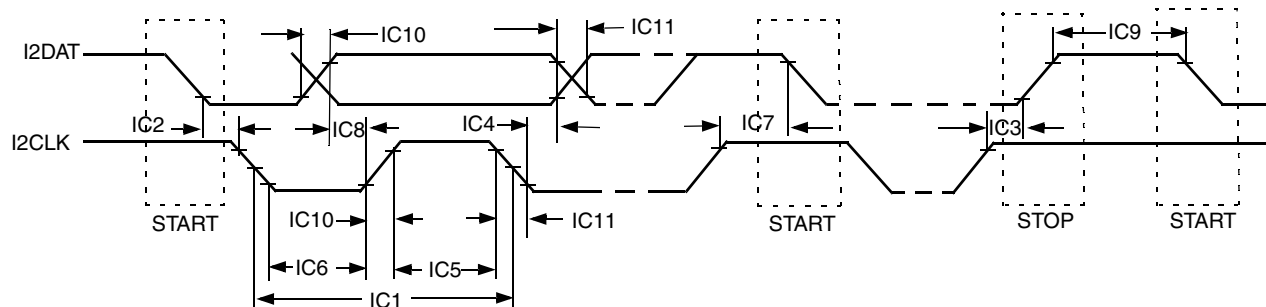 I2DAT
IC10
IC11
IC9
IC2
IC8
IC4
IC7
IC3
I2CLK
START
IC10
IC11
START
STOP
START
IC6
IC5
IC1